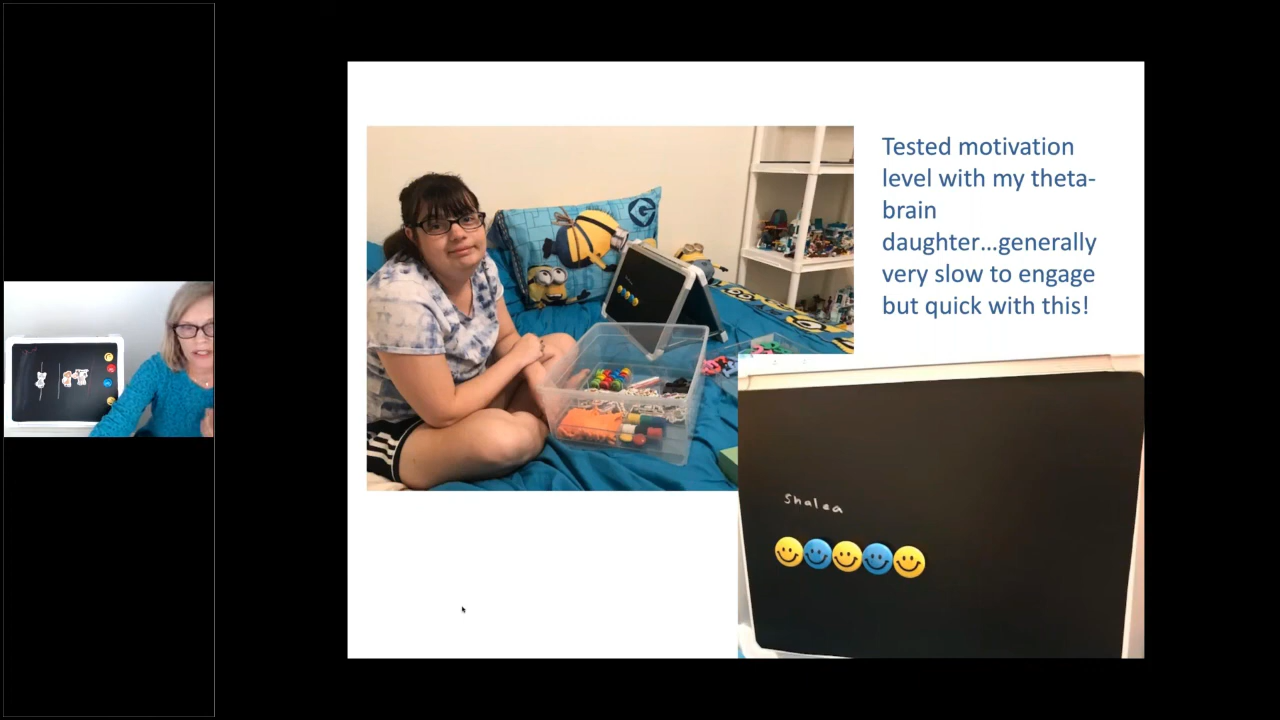 Tested motivation
level with my theta-
brain
daughter...generally
very slow to engage
but quick with this!
Shalea